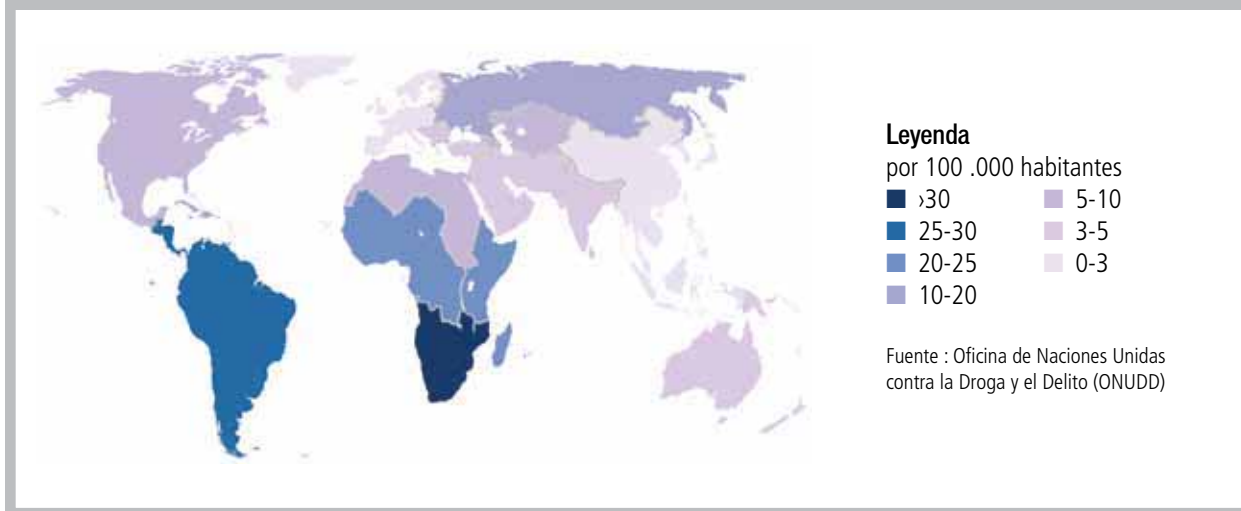 Leyenda
por 100 .000 habitantes
›30
25-30
20-25
10-20
5-10
3-5
0-3
Fuente : Oficina de Naciones Unidas
contra la Droga y el Delito (ONUDD)